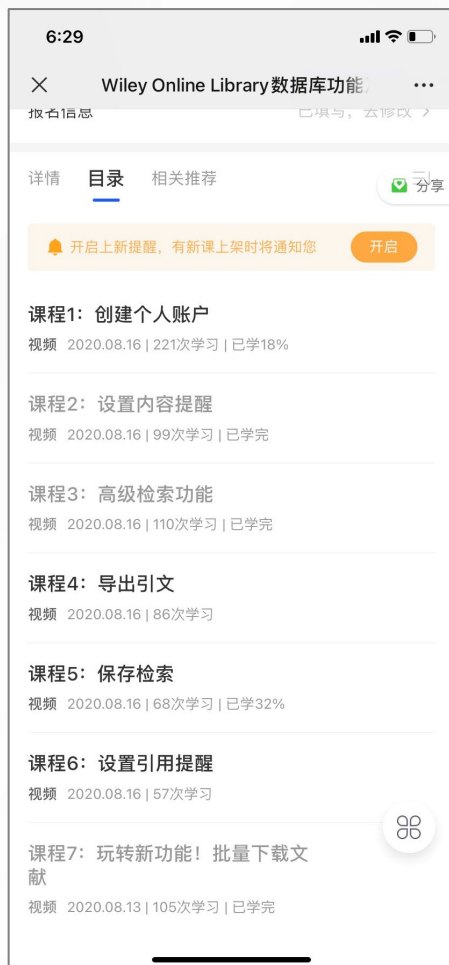 6:29
Wiley Online Library数据库功能
报名信息
已填写，去修改 >
详情 目录 相关推荐
分享
开启上新提醒，有新课上架时将通知您 开启
课程1：创建个人账户
视频 2020.08.16 | 221次学习 | 已学18%
课程2：设置内容提醒
视频 2020.08.16 | 99次学习 | 已学完
课程3：高级检索功能
视频 2020.08.16 | 110次学习 | 已学完
课程4：导出引文
视频 2020.08.16 | 86次学习
课程5：保存检索
视频 2020.08.16 | 68次学习 | 已学32%
课程6：设置引用提醒
视频 2020.08.16 | 57次学习
课程7：玩转新功能！批量下载文
献
视频 2020.08.13 | 105次学习 | 已学完